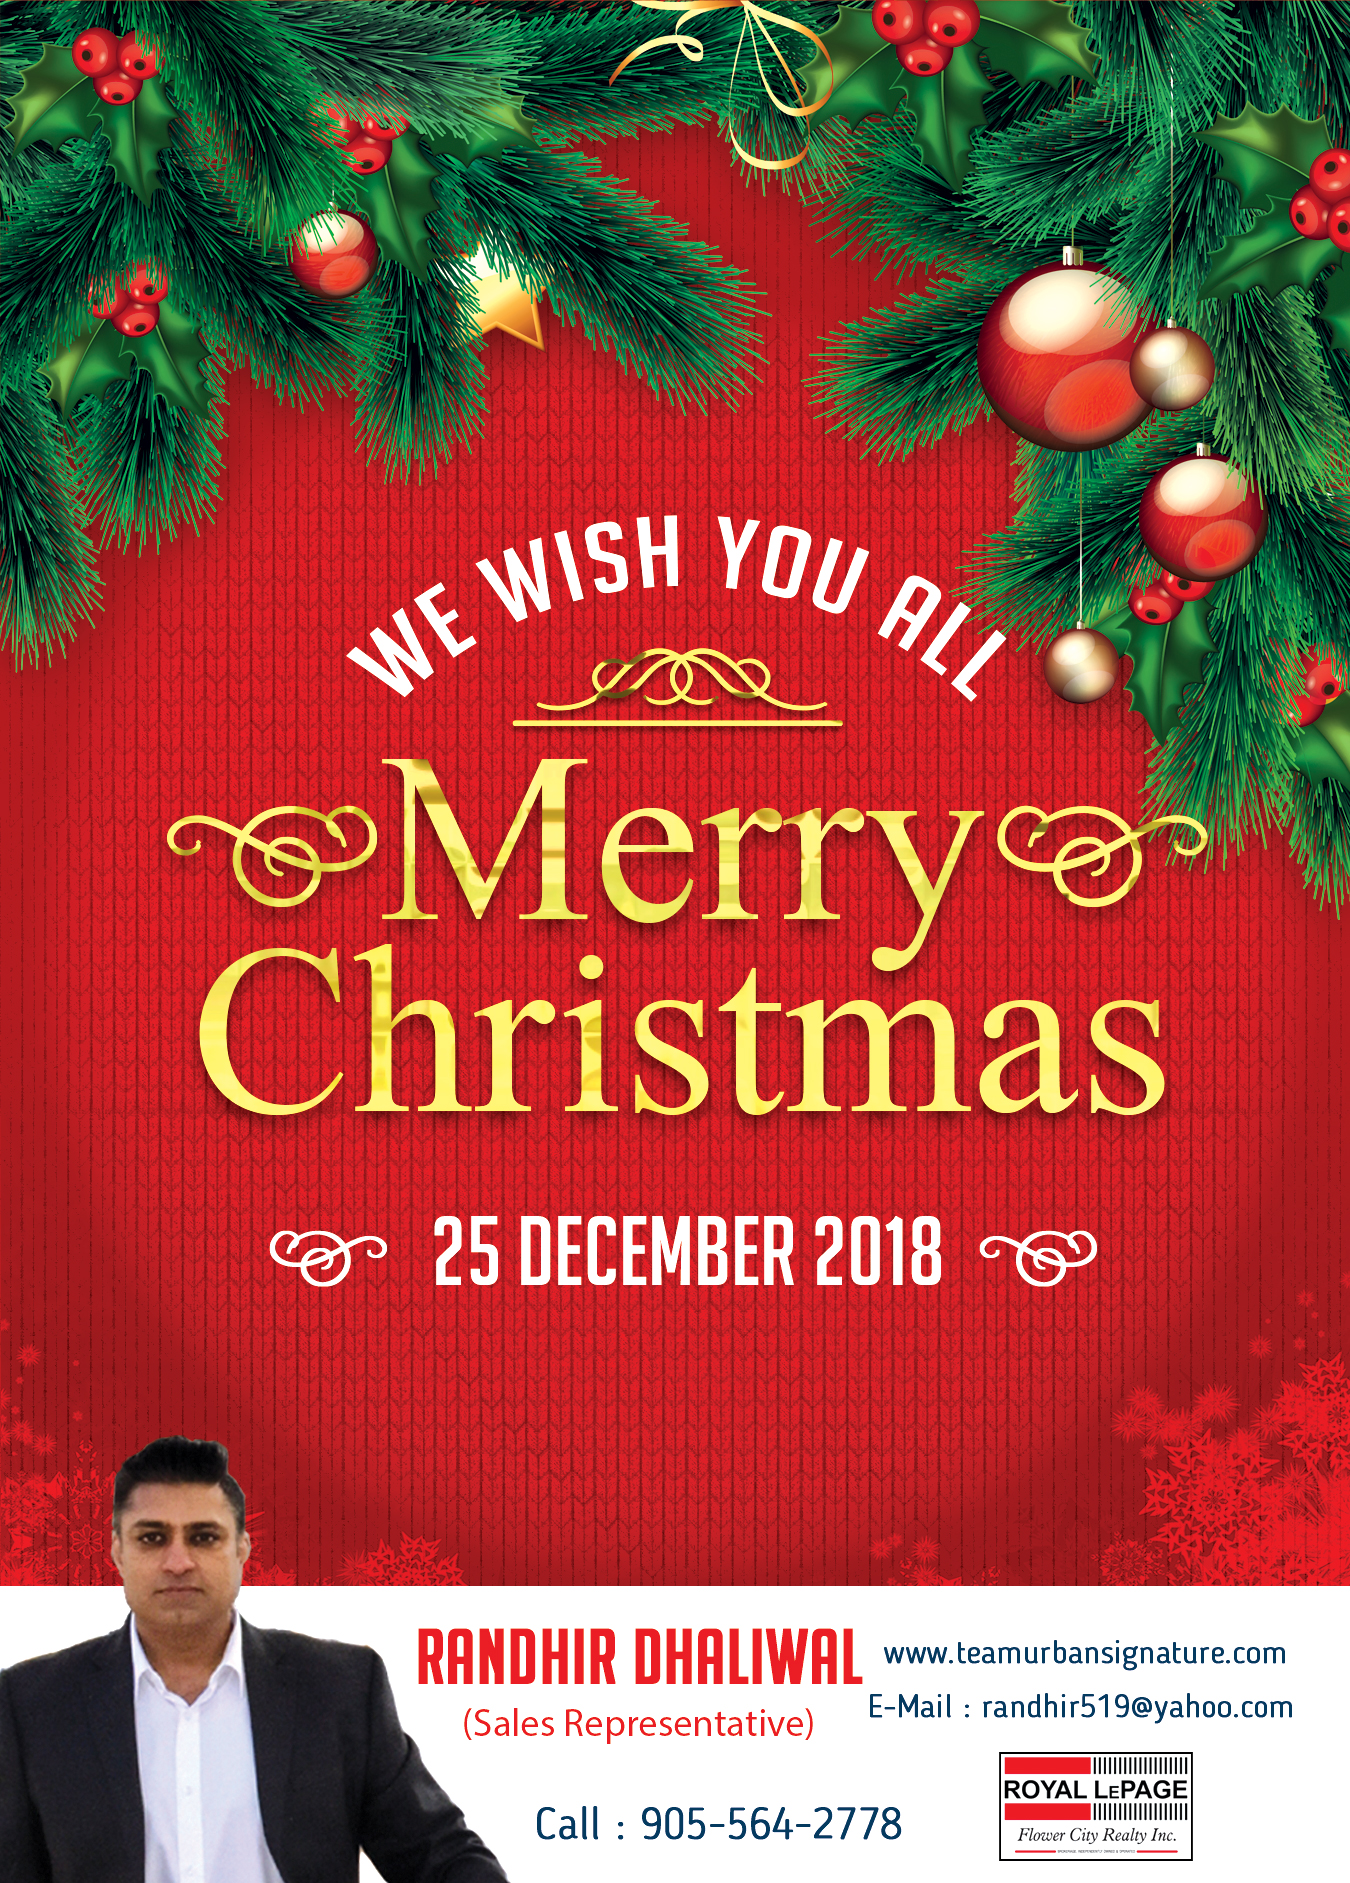 WE WISH YOU ALL
Merry
Christmas
25 DECEMBER 2018
RANDHIR DHALIWAL
(Sales Representative)
Call : 905-564-2778
www.teamurbansignature.com
E-Mail : randhir519@yahoo.com
ROYAL LEPAGE
Flower City Realty Inc.